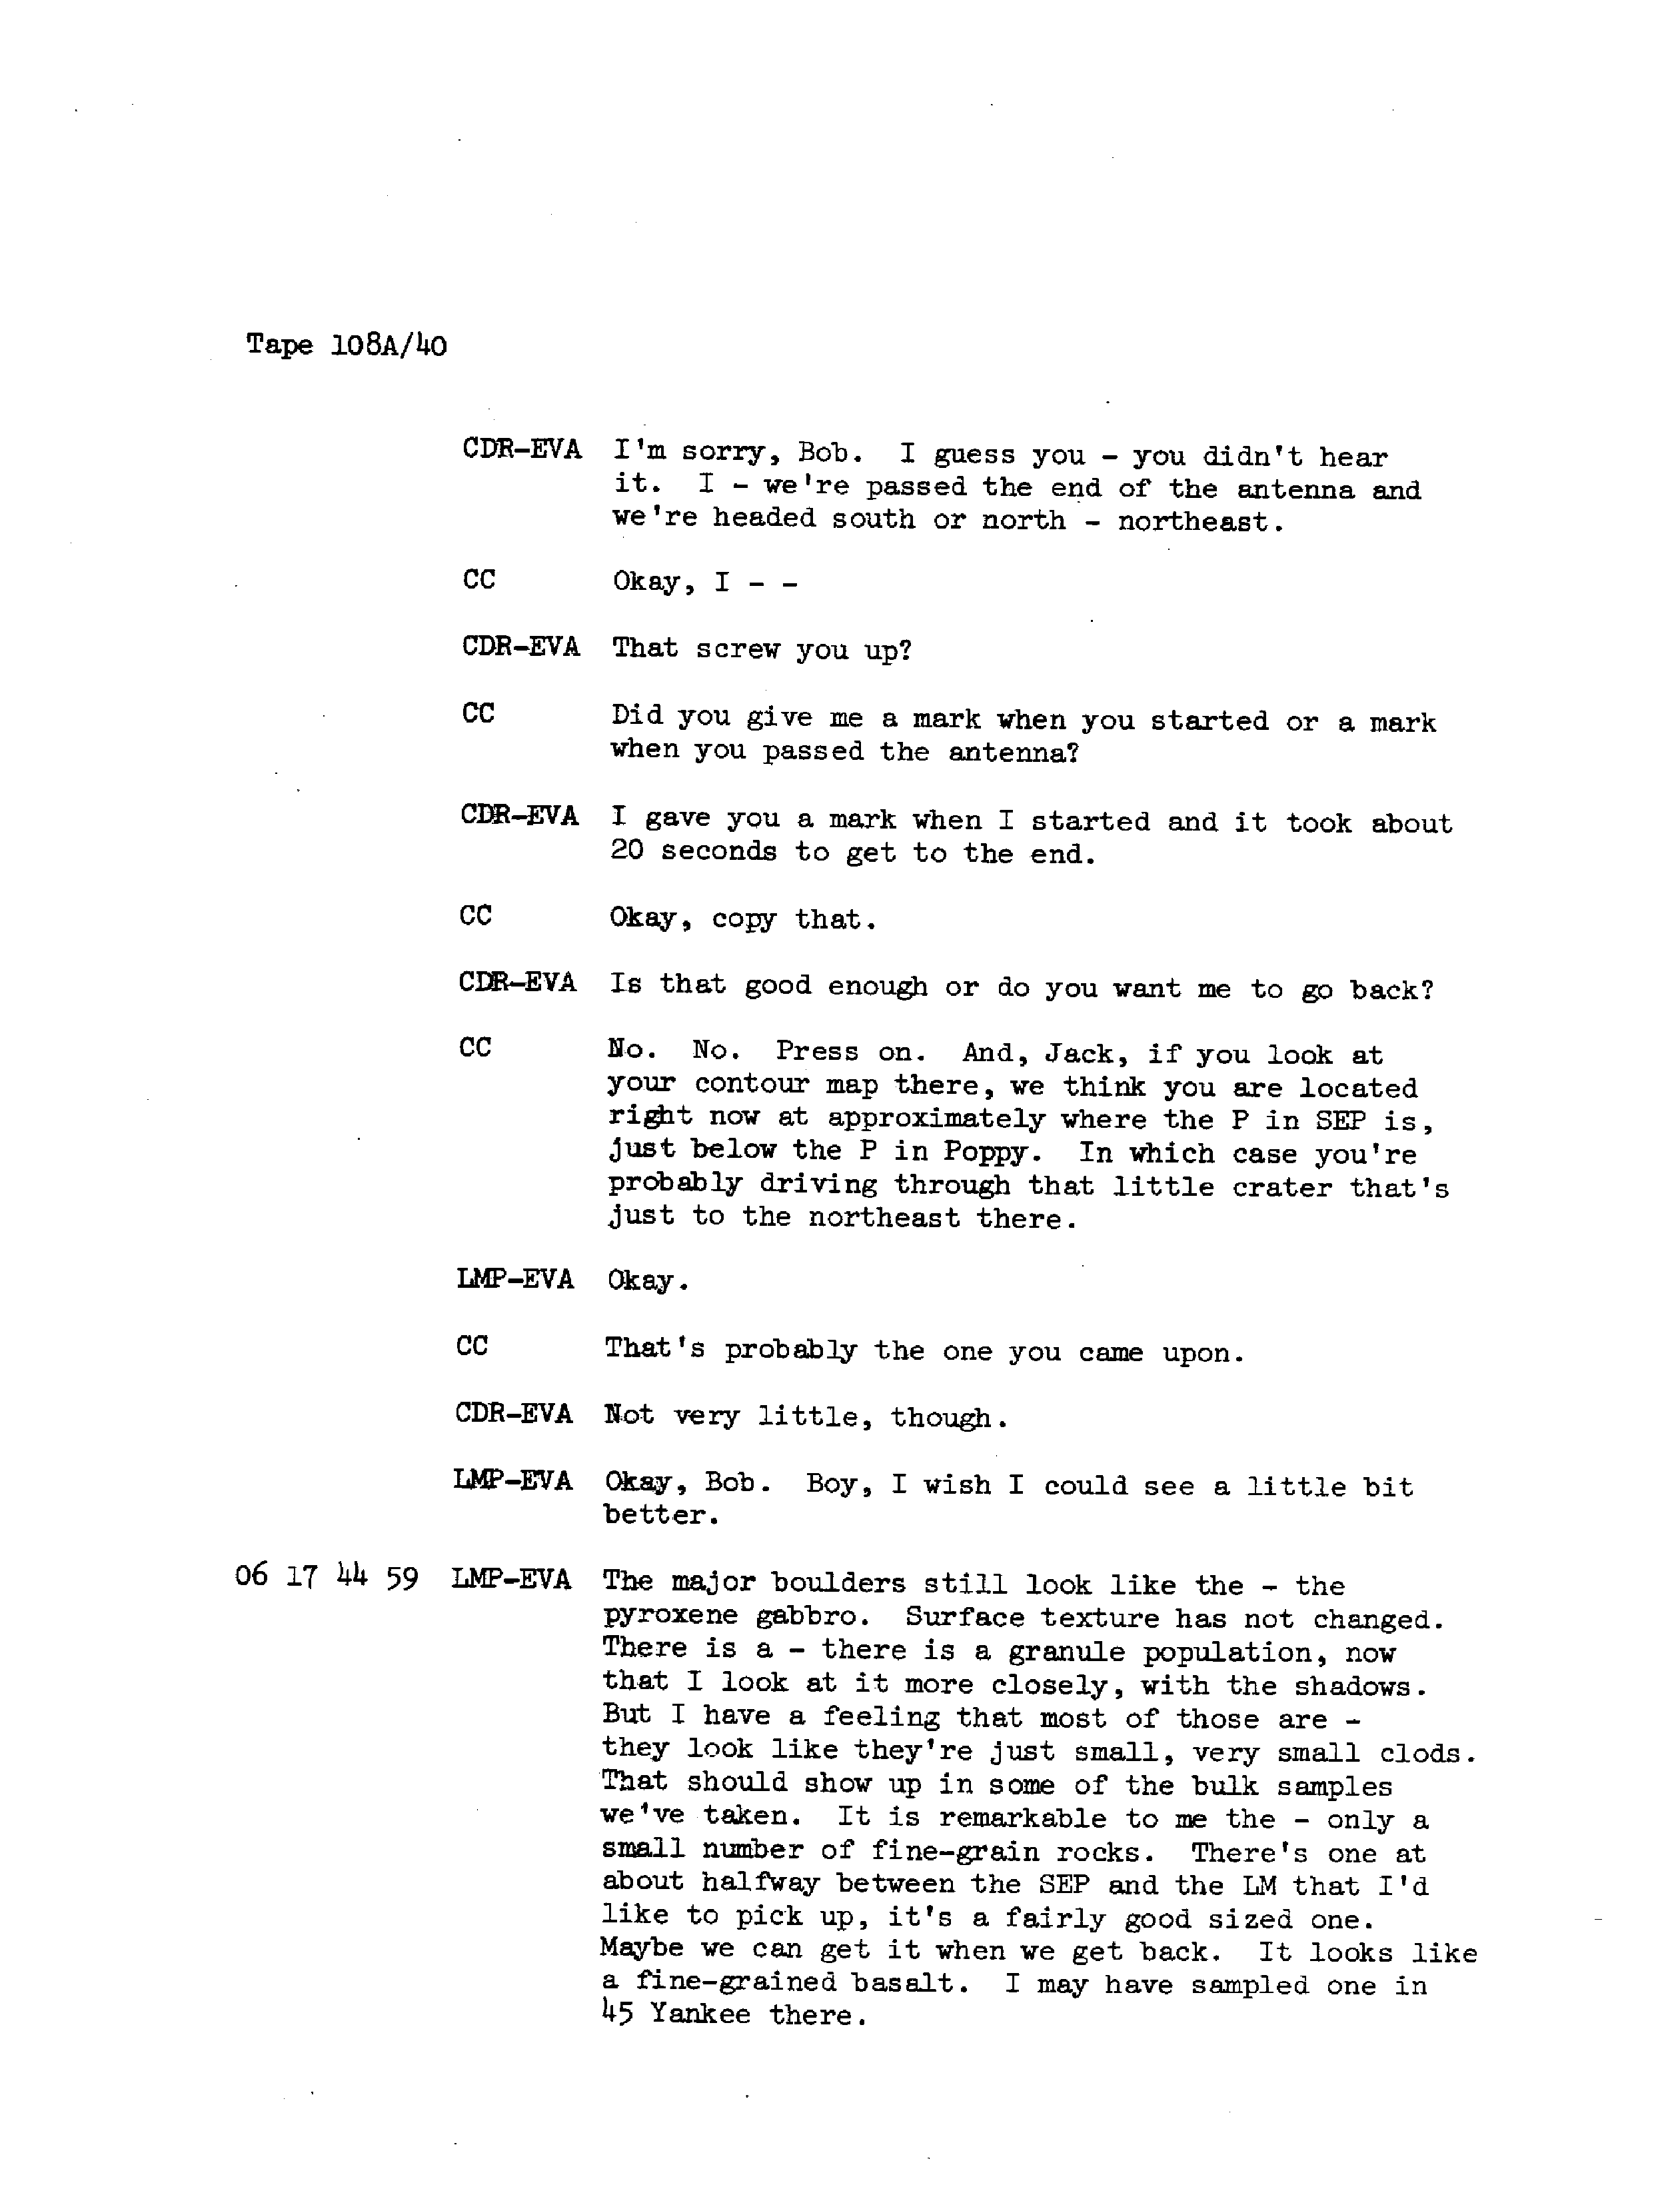 Tape 108A/40
CDR-EVA I'm sorry, Bob. I guess you - you didn't hear
it. I - we're passed the end of the antenna and
we're headed south or north - northeast.
CC Okay, I - -
CDR-EVA That screw you up?
CC Did you give me a mark when you started or a mark
when you passed the antenna?
CDR-EVA I gave you a mark when I started and it took about
20 seconds to get to the end.
CC Okay, copy that.
CDR-EVA Is that good enough or do you want me to go back?
CC No. No. Press on. And, Jack, if you look at
your contour map there, we think you are located
right now at approximately where the P in SEP is,
just below the P in Poppy. In which case you're
probably driving through that little crater that's
just to the northeast there.
LMP-EVA Okay.
CC That's probably the one you came upon.
CDR-EVA Not very little, though.
LMP-EVA Okay, Bob. Boy, I wish I could see a little bit
better.
06 17 44 59 LMP-EVA The major boulders still look like the - the
pyroxene gabbro. Surface texture has not changed.
There is a - there is a granule population, now
that I look at it more closely, with the shadows.
But I have a feeling that most of those are -
they look like they're just small, very small clods.
That should show up in some of the bulk samples
we've taken. It is remarkable to me the - only a
small number of fine-grain rocks. There's one at
about halfway between the SEP and the LM that I'd
like to pick up, it's a fairly good sized one.
Maybe we can get it when we get back. It looks like
a fine-grained basalt. I may have sampled one in
45 Yankee there.